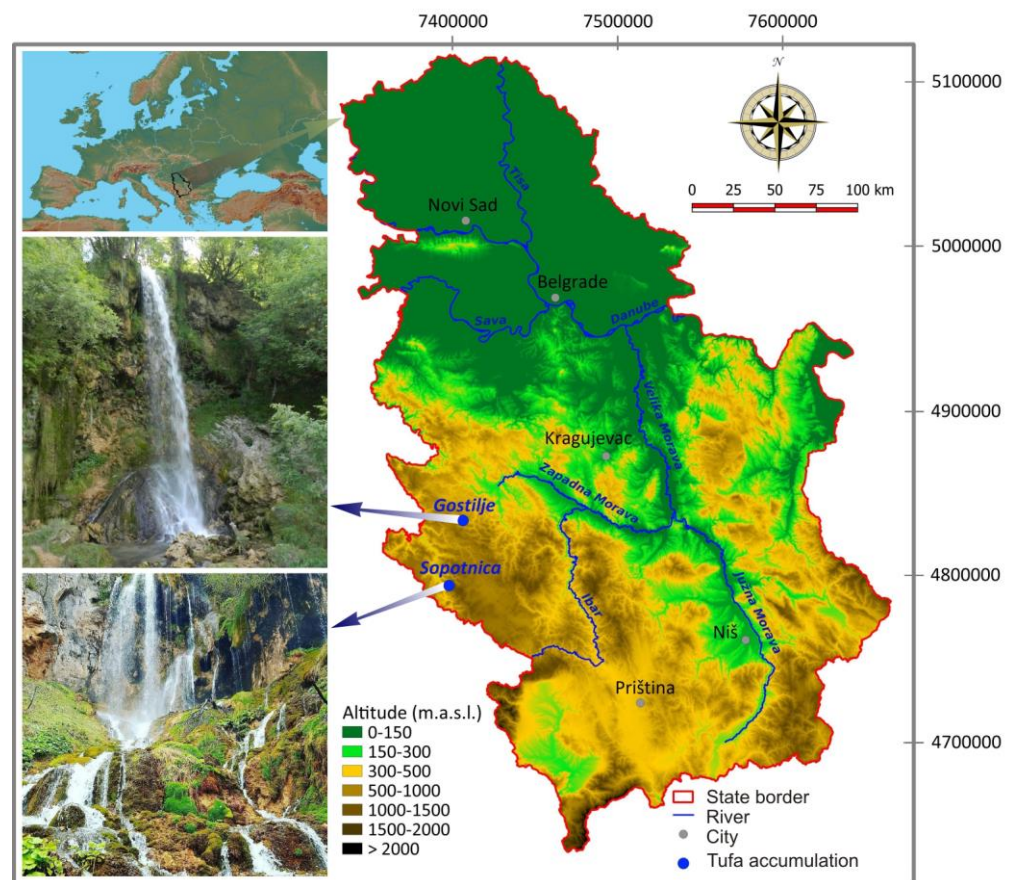 7400000 7500000 7600000
N
5100000
0 25 50 75 100 km
Tisa
Novi Sad
5000000
Belgrade
Sava
Danube
4900000
Velika Morava
Kragujevac
Zapadna Morava
Gostilje
Sopotnica
4800000
Ibar
Južna Morava
Niš
Priština
4700000
Altitude (m.a.s.l.)
0-150
150-300
300-500
500-1000
1000-1500
1500-2000
> 2000
State border
River
City
Tufa accumulation